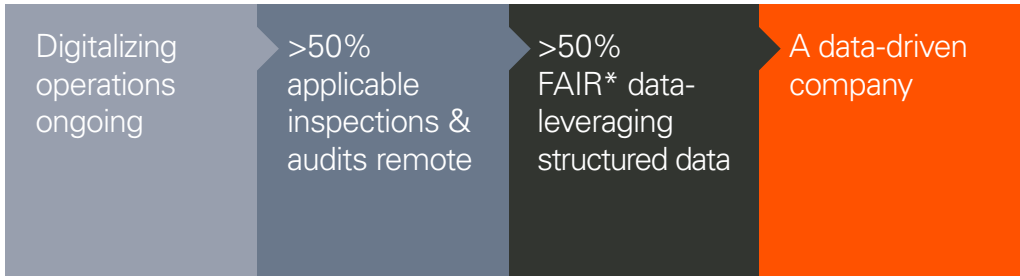 Digitalizing
operations
ongoing
>50%
applicable
inspections &
audits remote
>50%
FAIR* data-
leveraging
structured data
A data-driven
company